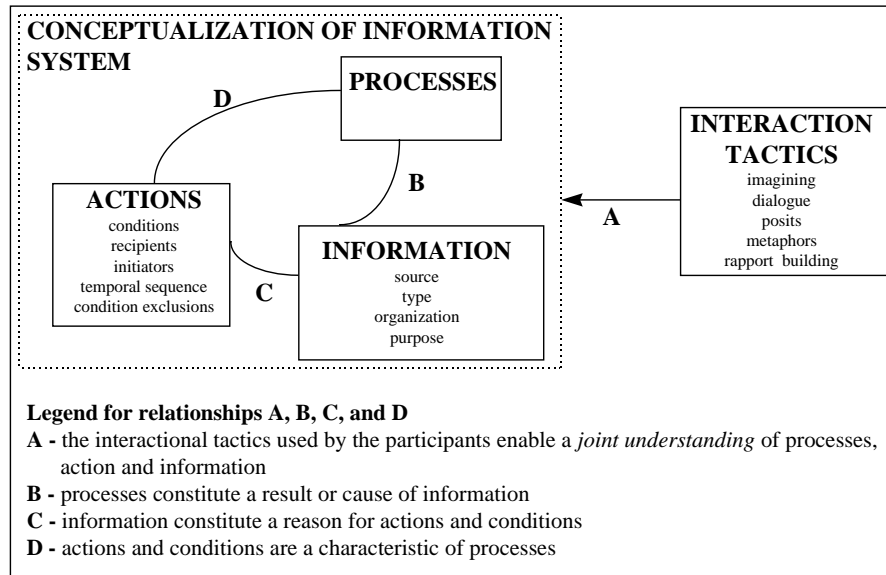 CONCEPTUALIZATION OF INFORMATION
SYSTEM
D
PROCESSES
B
ACTIONS
conditions
recipients
initiators
temporal sequence
condition exclusions
C
INFORMATION
source
type
organization
purpose
A
INTERACTION
TACTICS
imagining
dialogue
posits
metaphors
rapport building
Legend for relationships A, B, C, and D
A - the interactional tactics used by the participants enable a joint understanding of processes,
action and information
B - processes constitute a result or cause of information
C - information constitute a reason for actions and conditions
D - actions and conditions are a characteristic of processes